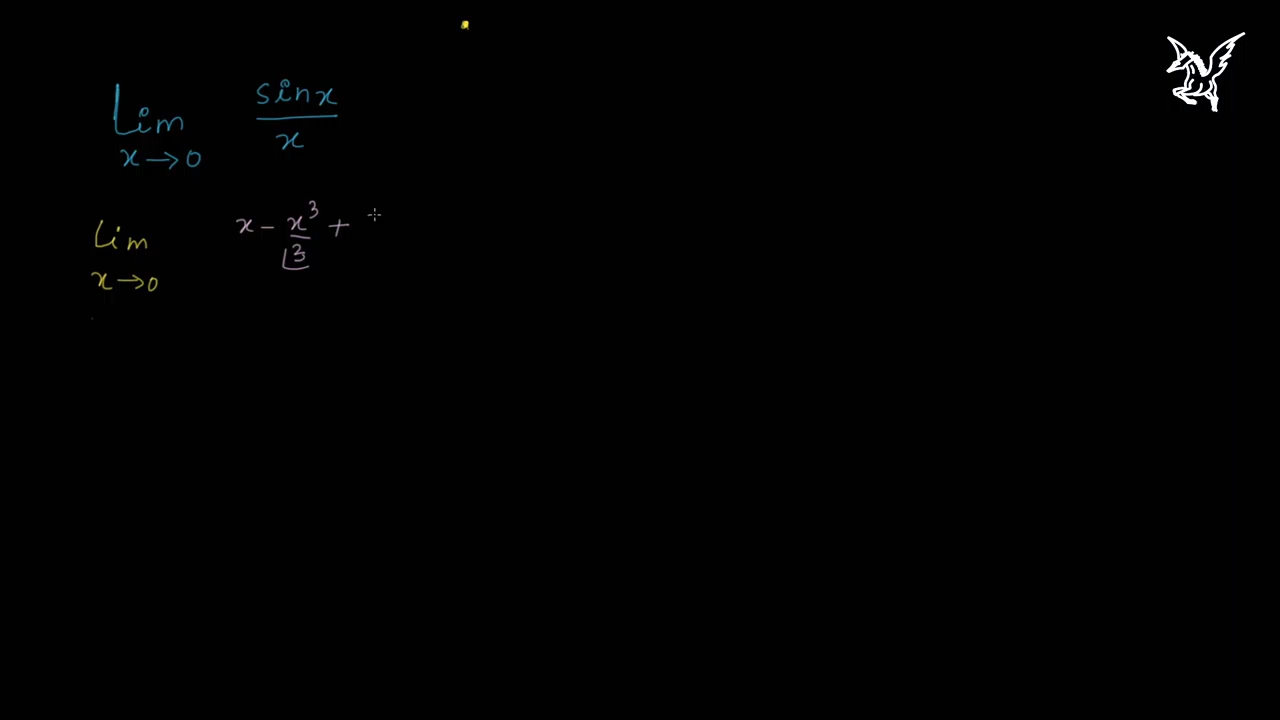 Lim sinx/x
x→0
Lim x - x³/⌊3 +
x→0